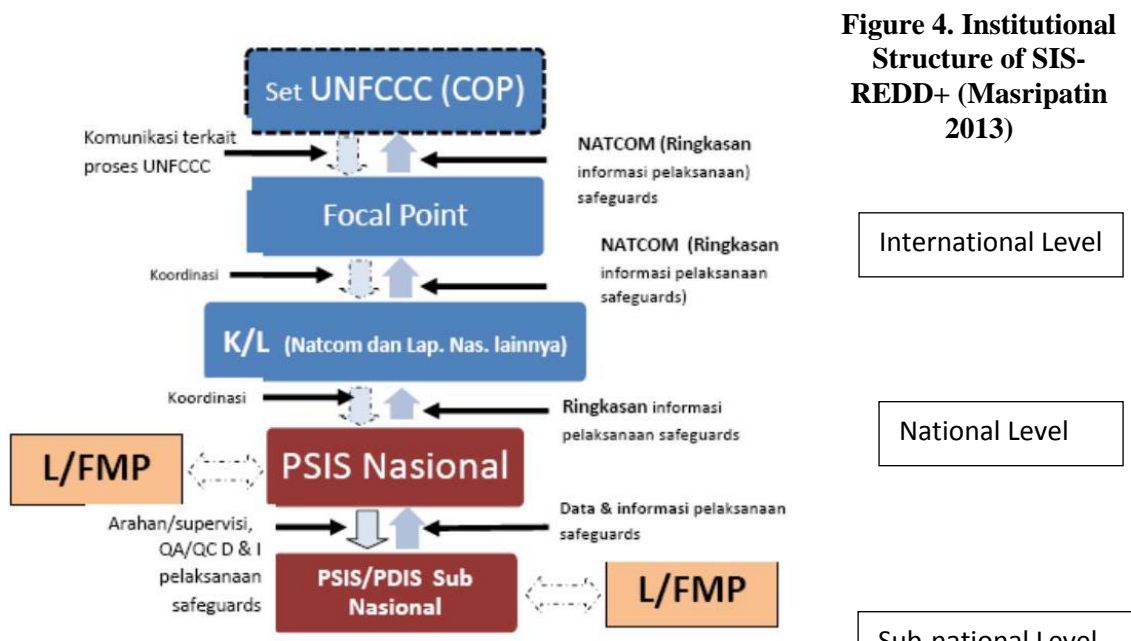 Figure 4. Institutional
Structure of SIS-
REDD+ (Masripatin
2013)
Set UNFCCC (COP)
Komunikasi terkait
proses UNFCCC
NATCOM (Ringkasan
informasi pelaksanaan)
safeguards
Focal Point
International Level
Koordinasi
NATCOM (Ringkasan
informasi pelaksanaan
safeguards)
K/L (Natcom dan Lap. Nas. lainnya)
Koordinasi
Ringkasan informasi
pelaksanaan safeguards
National Level
L/FMP
PSIS Nasional
Arahan/supervisi,
QA/QC D & I
pelaksanaan
safeguards
Data & informasi pelaksanaan
safeguards
PSIS/PDIS Sub
Nasional
L/FMP
Sub-national Level